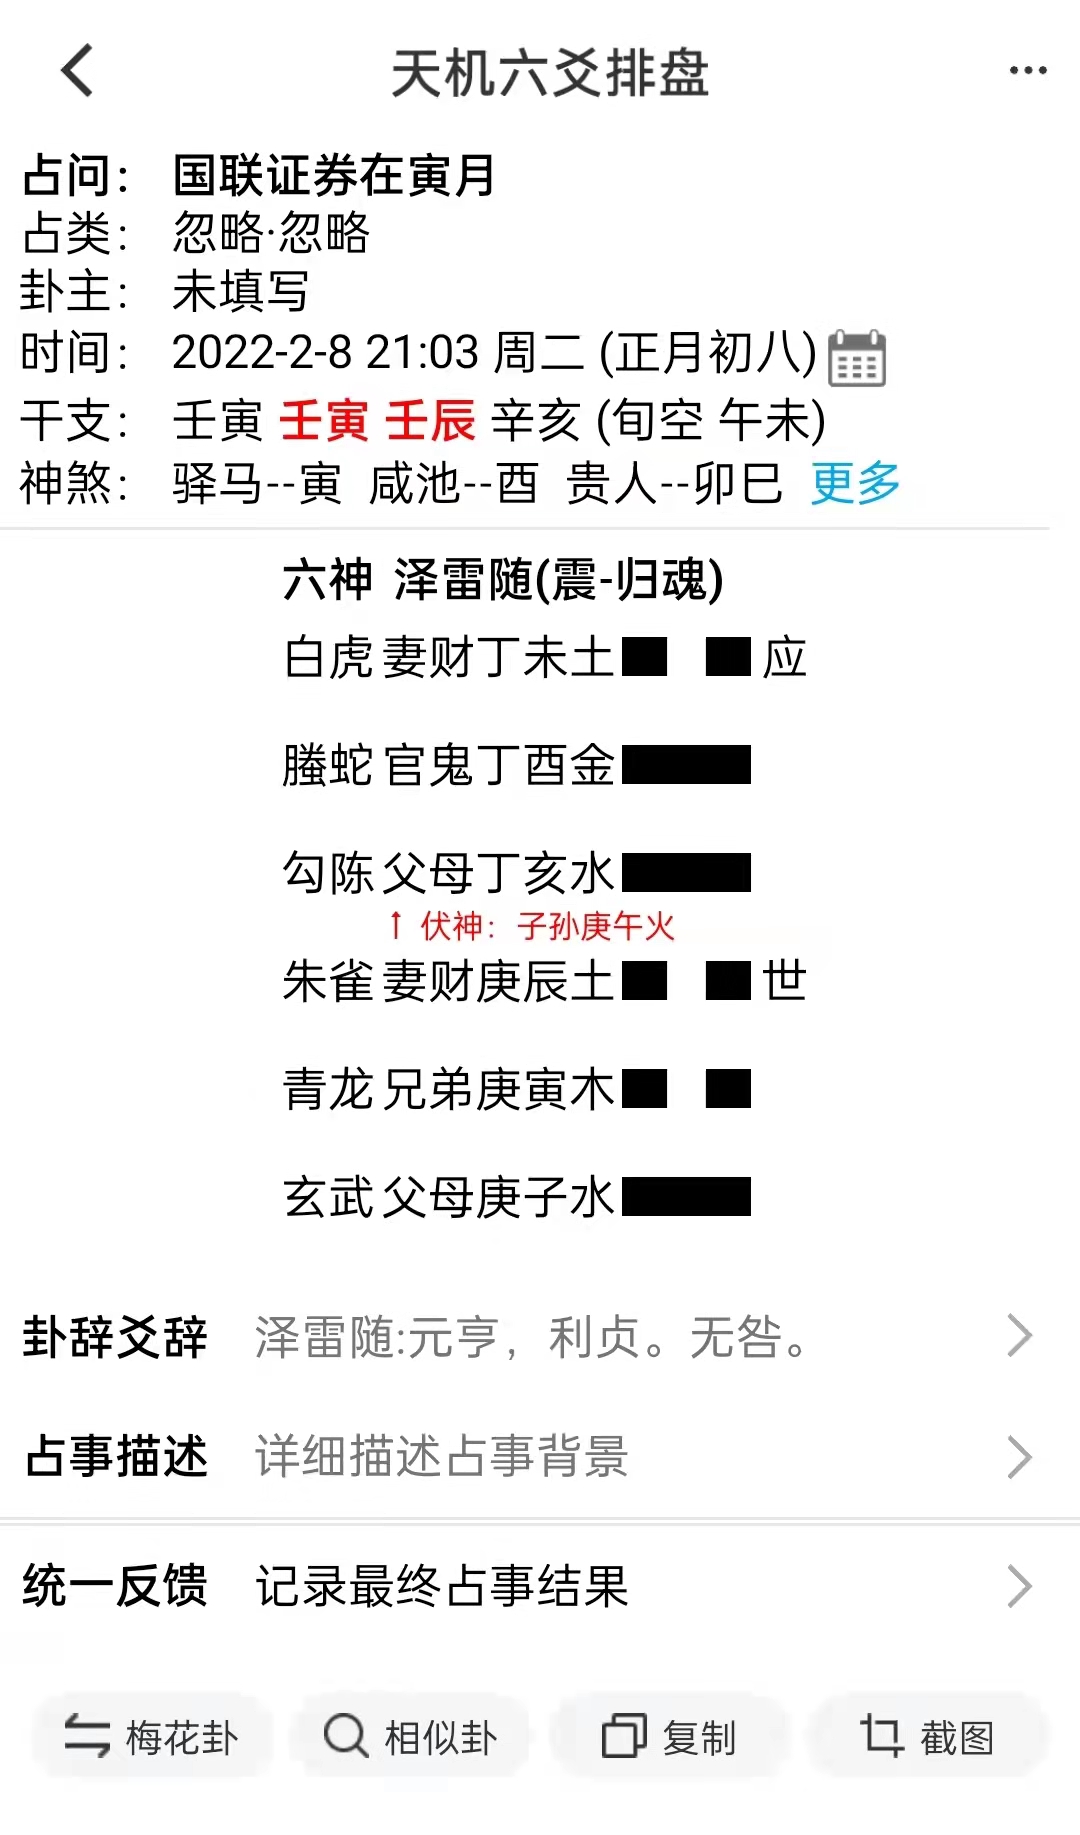 天机六爻排盘
占问： 国联证券在寅月
占类： 忽略·忽略
卦主： 未填写
时间： 2022-2-8 21:03 周二 (正月初八)
干支： 壬寅 壬寅 壬辰 辛亥 (旬空 午未)
神煞： 驿马--寅 咸池--酉 贵人--卯巳 更多
六神 泽雷随(震-归魂)
白虎 妻财丁未土 应
螣蛇 官鬼丁酉金
勾陈 父母丁亥水
↑ 伏神：子孙庚午火
朱雀 妻财庚辰土 世
青龙 兄弟庚寅木
玄武 父母庚子水
卦辞爻辞 泽雷随:元亨，利贞。无咎。
占事描述 详细描述占事背景
统一反馈 记录最终占事结果
梅花卦 相似卦 复制 截图